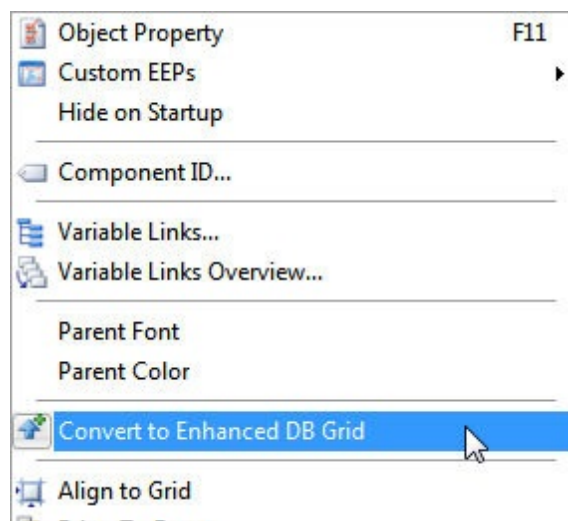 Object Property F11
Custom EEPs
Hide on Startup
Component ID...
Variable Links...
Variable Links Overview...
Parent Font
Parent Color
Convert to Enhanced DB Grid
Align to Grid